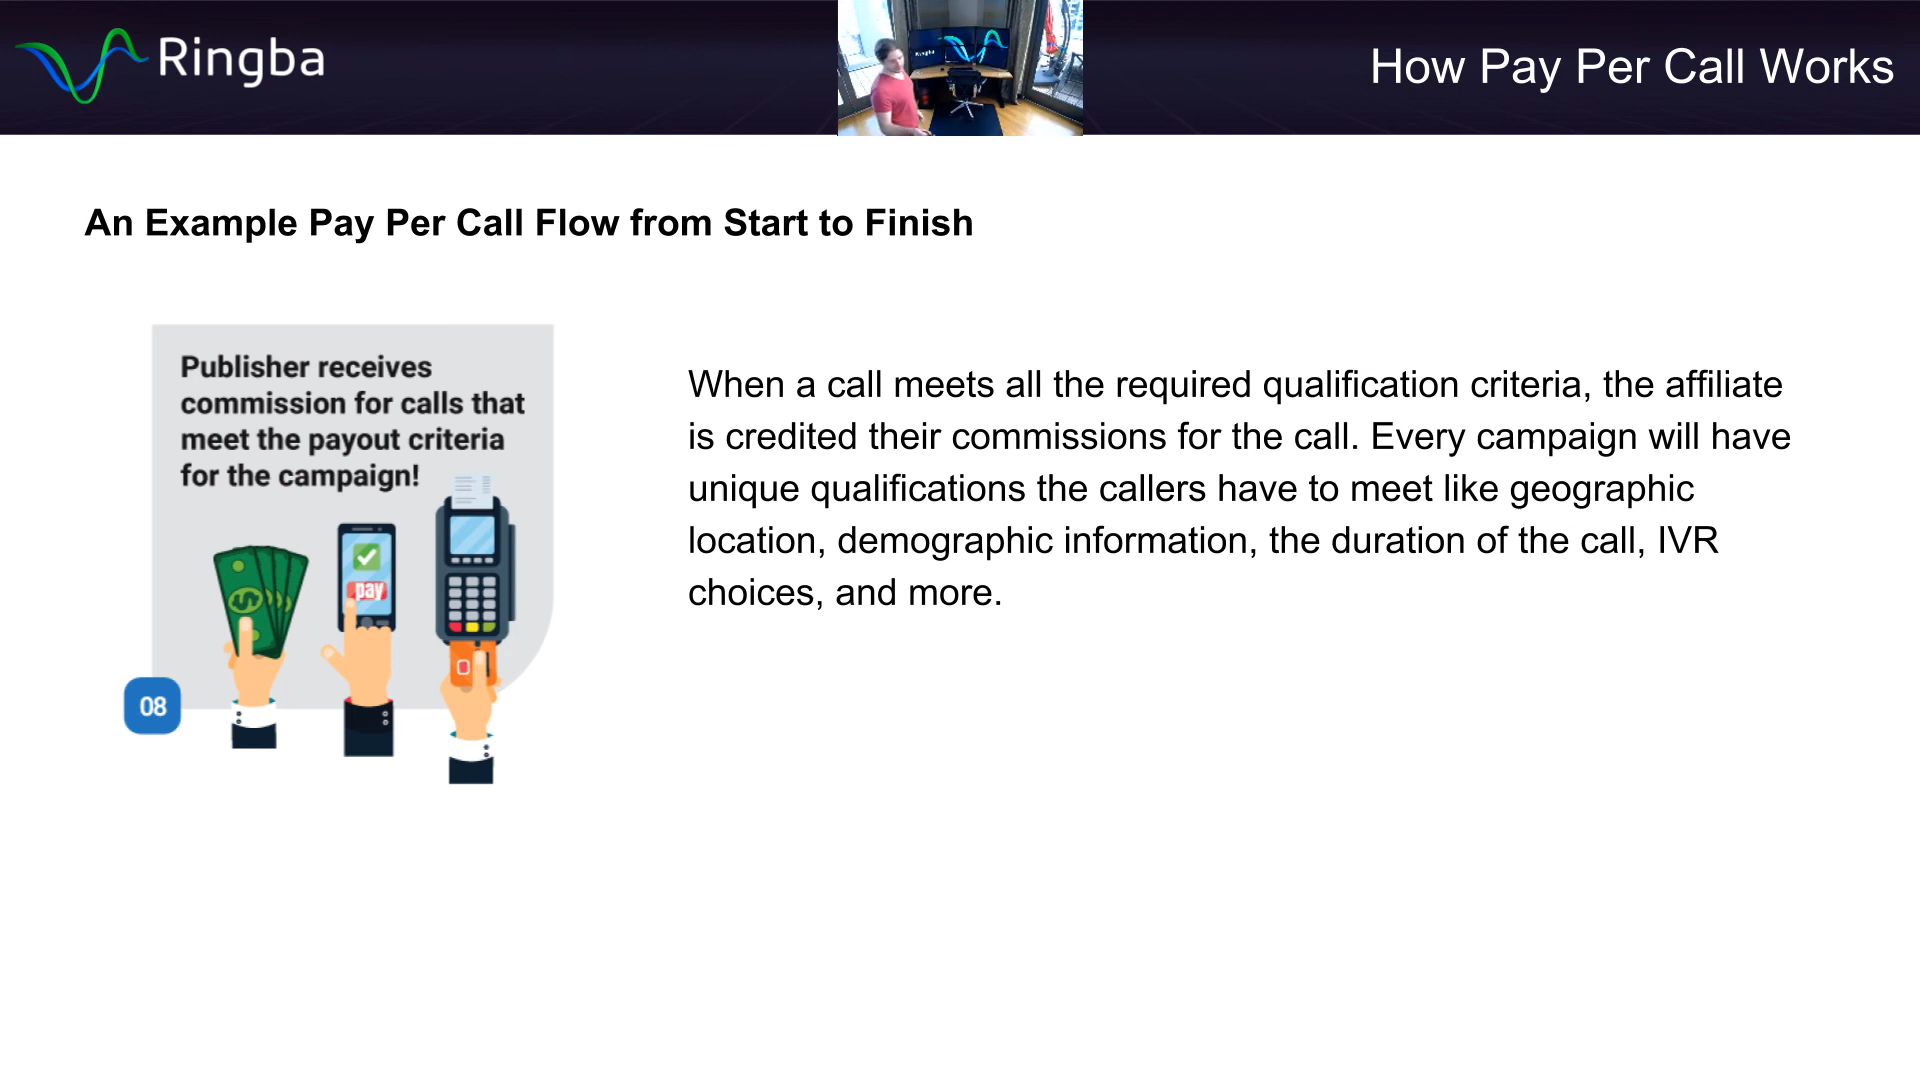 Ringba
Ringba
How Pay Per Call Works
An Example Pay Per Call Flow from Start to Finish
Publisher receives
commission for calls that
meet the payout criteria
for the campaign!
pay
08
When a call meets all the required qualification criteria, the affiliate
is credited their commissions for the call. Every campaign will have
unique qualifications the callers have to meet like geographic
location, demographic information, the duration of the call, IVR
choices, and more.